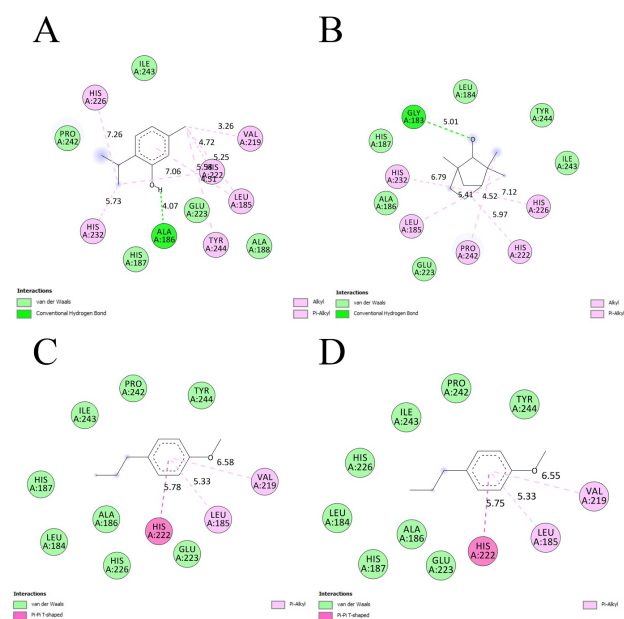 A
ILE
A:243
HIS
A:226
PRO
A:242
7.26
3.26
VAL
A:219
4.72
5.25
HIS
A:222
7.06
4.51
LEU
A:185
5.73
O
H
4.07
GLU
A:223
HIS
A:232
ALA
A:186
TYR
A:244
ALA
A:188
HIS
A:187
Interactions
van der Waals
Conventional Hydrogen Bond
Alkyl
Pi-Alkyl
B
LEU
A:184
GLY
A:183
5.01
TYR
A:244
HIS
A:187
O
ILE
A:243
HIS
A:232
6.79
7.12
5.41
4.52
HIS
A:226
ALA
A:186
LEU
A:185
5.97
PRO
A:242
HIS
A:222
GLU
A:223
Interactions
van der Waals
Conventional Hydrogen Bond
Alkyl
Pi-Alkyl
C
PRO
A:242
TYR
A:244
ILE
A:243
O
6.58
HIS
A:187
5.78
5.33
VAL
A:219
ALA
A:186
LEU
A:185
LEU
A:184
HIS
A:222
GLU
A:223
HIS
A:226
Interactions
van der Waals
Pi-Pi T-shaped
Pi-Alkyl
D
PRO
A:242
TYR
A:244
ILE
A:243
HIS
A:226
O
6.55
5.75
5.33
VAL
A:219
LEU
A:184
ALA
A:186
LEU
A:185
HIS
A:222
HIS
A:187
GLU
A:223
Interactions
van der Waals
Pi-Pi T-shaped
Pi-Alkyl